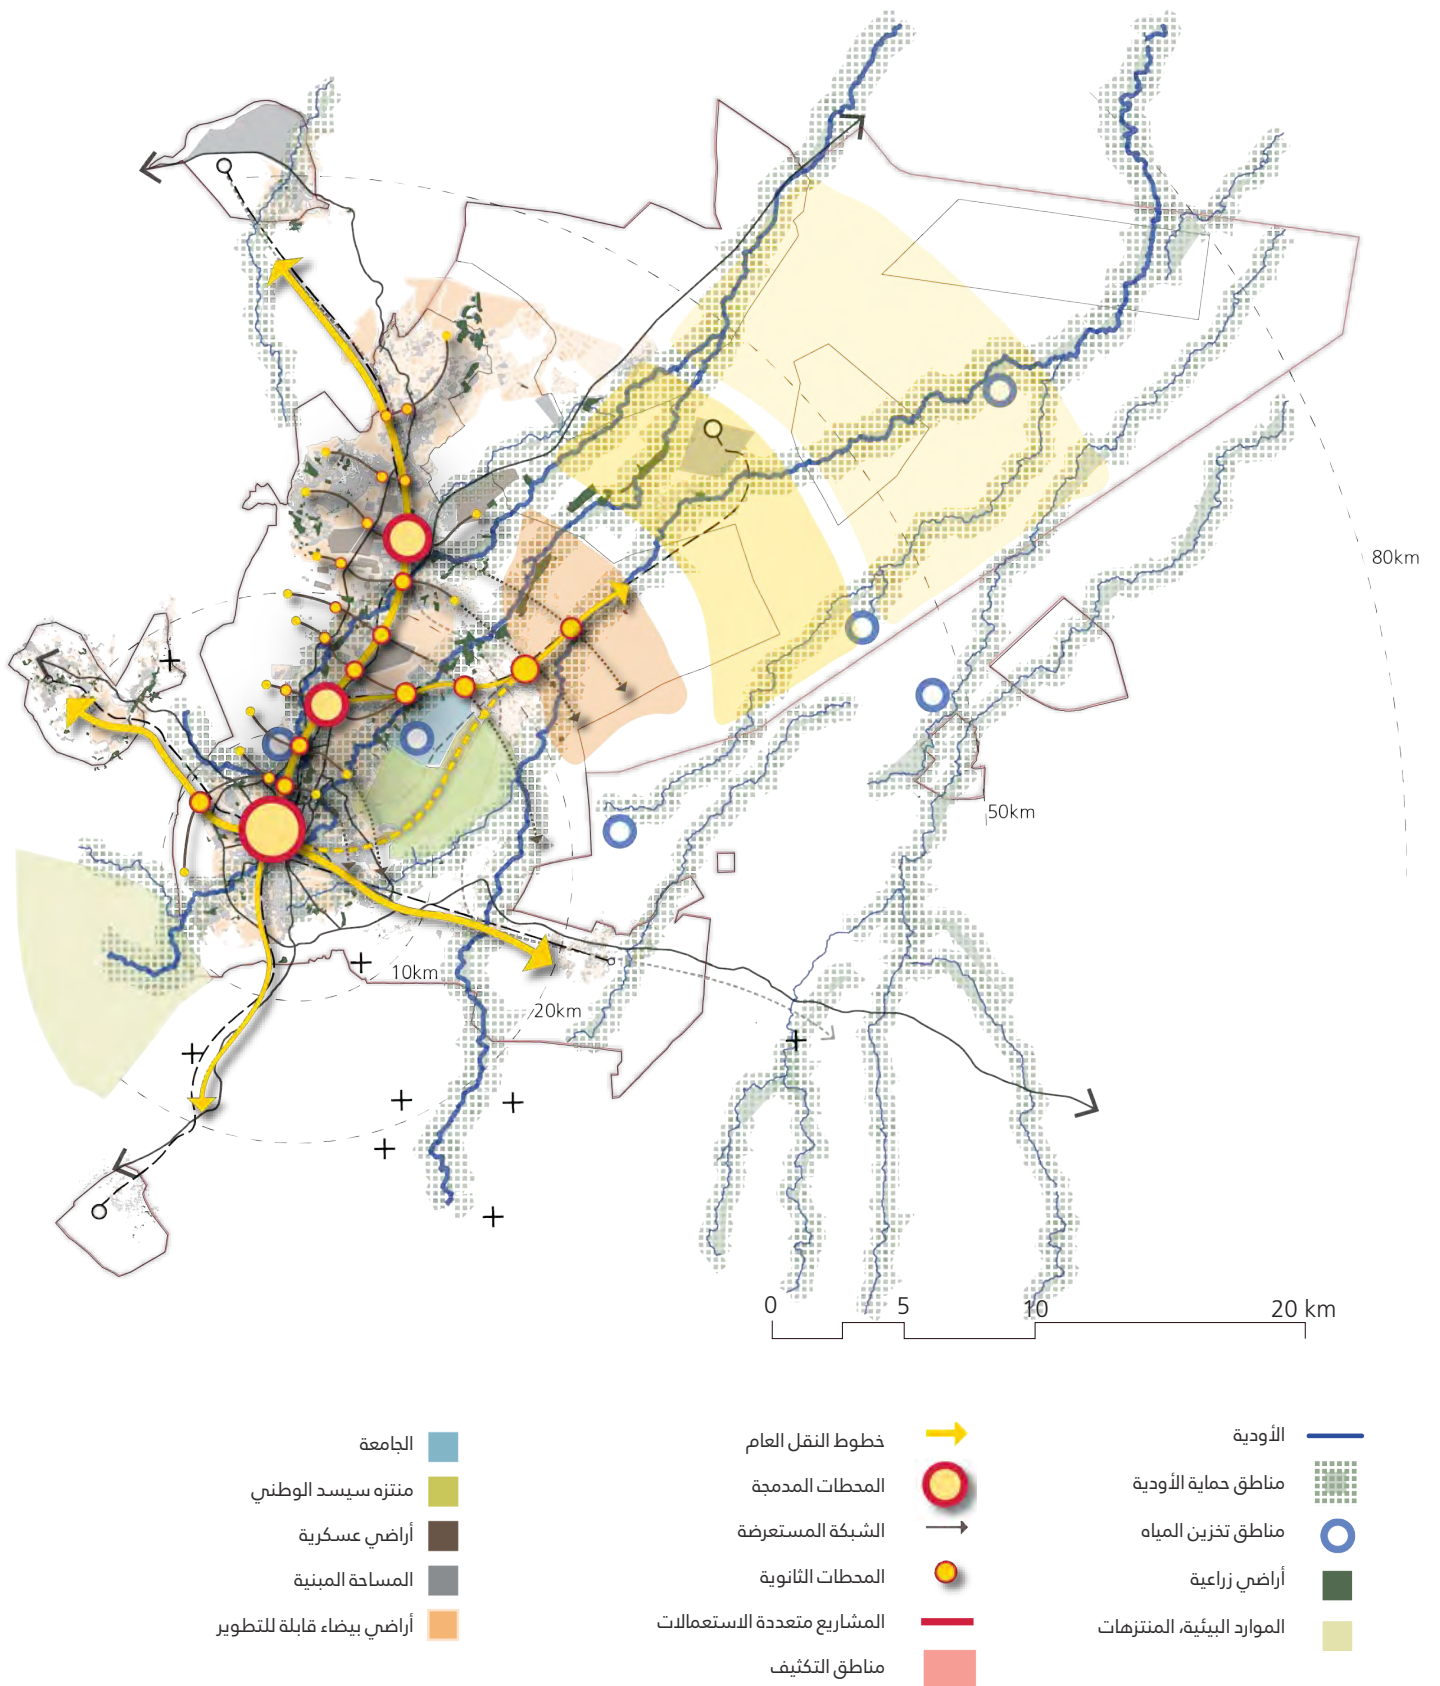 80km
50km
10km
20km
0 5 10 20 km
الأودية
مناطق حماية الأودية
مناطق تخزين المياه
أراضي زراعية
الموارد البيئية، المنتزهات
خطوط النقل العام
المحطات المدمجة
الشبكة المستعرضة
المحطات الثانوية
المشاريع متعددة الاستعمالات
مناطق التكثيف
الجامعة
منتزه سيسد الوطني
أراضي عسكرية
المساحة المبنية
أراضي بيضاء قابلة للتطوير